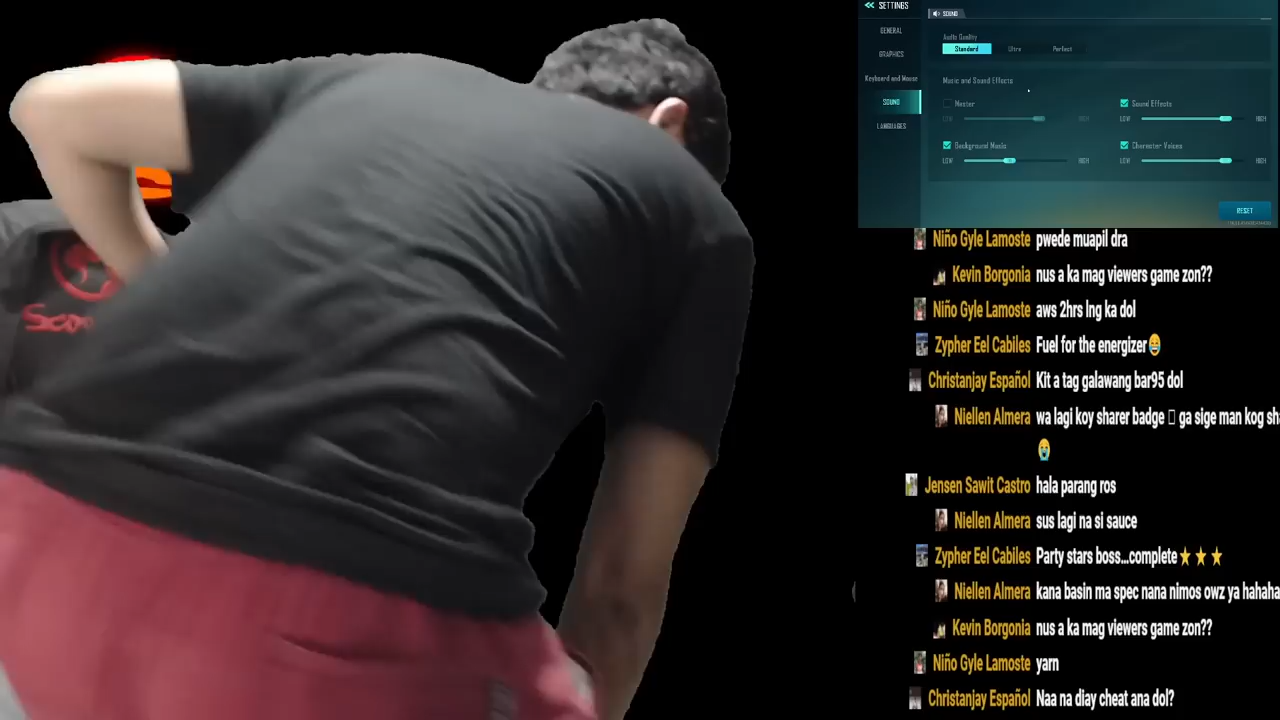 SETTINGS
SOUND
GENERAL
GRAPHICS
Keyboard and Mouse
SOUND
LANGUAGES
Audio Quality
Standard Ultra Perfect
Music and Sound Effects
Master
LOW HIGH
Sound Effects
LOW HIGH
Background Music
LOW HIGH
Character Voices
LOW HIGH
RESET
Niño Gyle Lamoste pwede muapil dra
Kevin Borgonia nus a ka mag viewers game zon??
Niño Gyle Lamoste aws 2hrs lng ka dol
Zypher Eel Cabiles Fuel for the energizer😂
Christanjay Español Kit a tag galawang bar95 dol
Niellen Almera wa lagi koy sharer badge ga sige man kog sh
😭
Jensen Sawit Castro hala parang ros
Niellen Almera sus lagi na si sauce
Zypher Eel Cabiles Party stars boss...complete★★★
Niellen Almera kana basin ma spec nana nimos owz ya hahaha
Kevin Borgonia nus a ka mag viewers game zon??
Niño Gyle Lamoste yarn
Christanjay Español Naa na diay cheat ana dol?